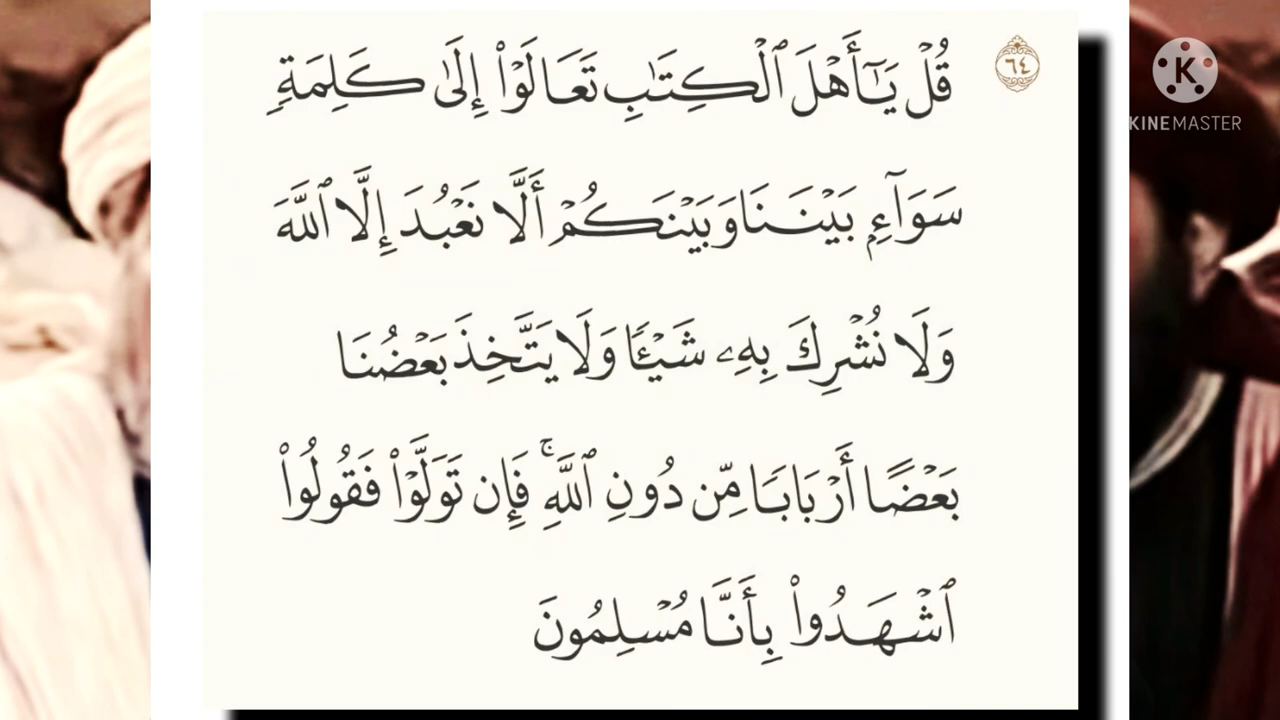 ٦٤ قُلْ يَـٰٓأَهْلَ ٱلْكِتَـٰبِ تَعَالَوْا۟ إِلَىٰ كَلِمَةٍۢ
سَوَآءٍۭ بَيْنَنَا وَبَيْنَكُمْ أَلَّا نَعْبُدَ إِلَّا ٱللَّهَ
وَلَا نُشْرِكَ بِهِۦ شَيْـًٔا وَلَا يَتَّخِذَ بَعْضُنَا
بَعْضًا أَرْبَابًا مِّن دُونِ ٱللَّهِ ۚ فَإِن تَوَلَّوْا۟ فَقُولُوا۟
ٱشْهَدُوا۟ بِأَنَّا مُسْلِمُونَ
K
KINEMASTER